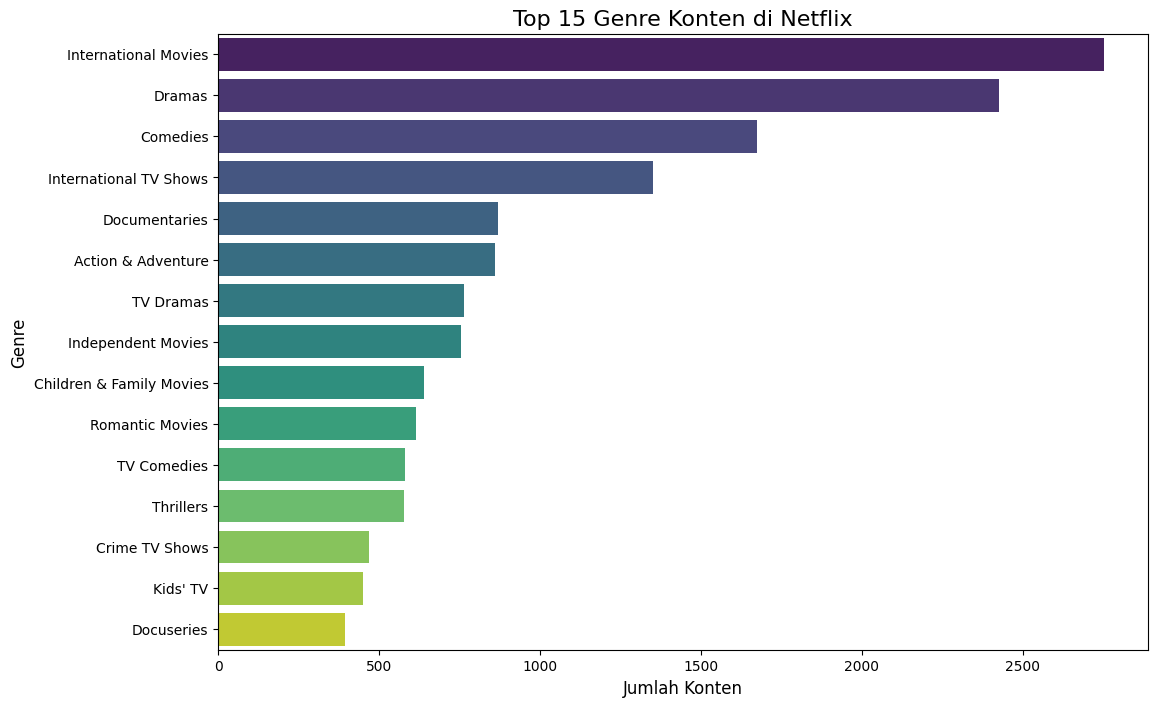 Top 15 Genre Konten di Netflix
International Movies
Dramas
Comedies
International TV Shows
Documentaries
Action & Adventure
TV Dramas
Independent Movies
Children & Family Movies
Romantic Movies
TV Comedies
Thrillers
Crime TV Shows
Kids' TV
Docuseries
Genre
0 500 1000 1500 2000 2500
Jumlah Konten